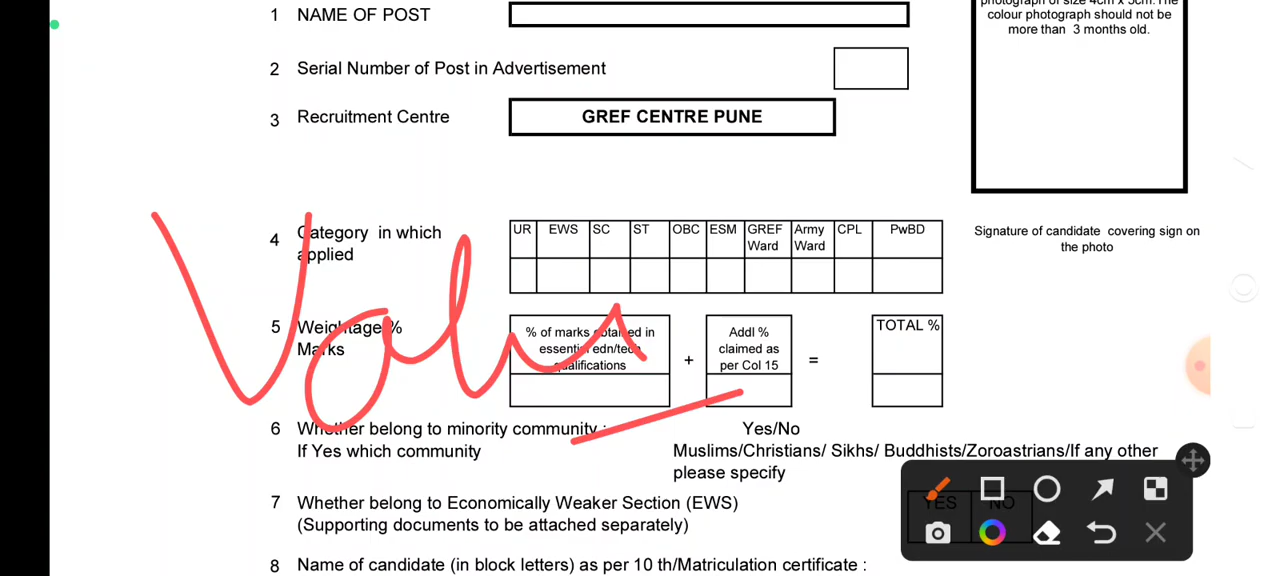 photograph of size 4cm x 5cm.The
colour photograph should not be
more than 3 months old.
1 NAME OF POST
2 Serial Number of Post in Advertisement
3 Recruitment Centre
GREF CENTRE PUNE
4 Category in which
applied
UR EWS SC ST OBC ESM GREF Ward Army Ward CPL PwBD
Signature of candidate covering sign on
the photo
5 Weightage %
Marks
% of marks obtained in
essential edn/tech
qualifications
+
Addl %
claimed as
per Col 15
=
TOTAL %
6 Whether belong to minority community :
If Yes which community
Yes/No
Muslims/Christians/ Sikhs/ Buddhists/Zoroastrians/If any other
please specify
7 Whether belong to Economically Weaker Section (EWS)
(Supporting documents to be attached separately)
YES NO
8 Name of candidate (in block letters) as per 10 th/Matriculation certificate :